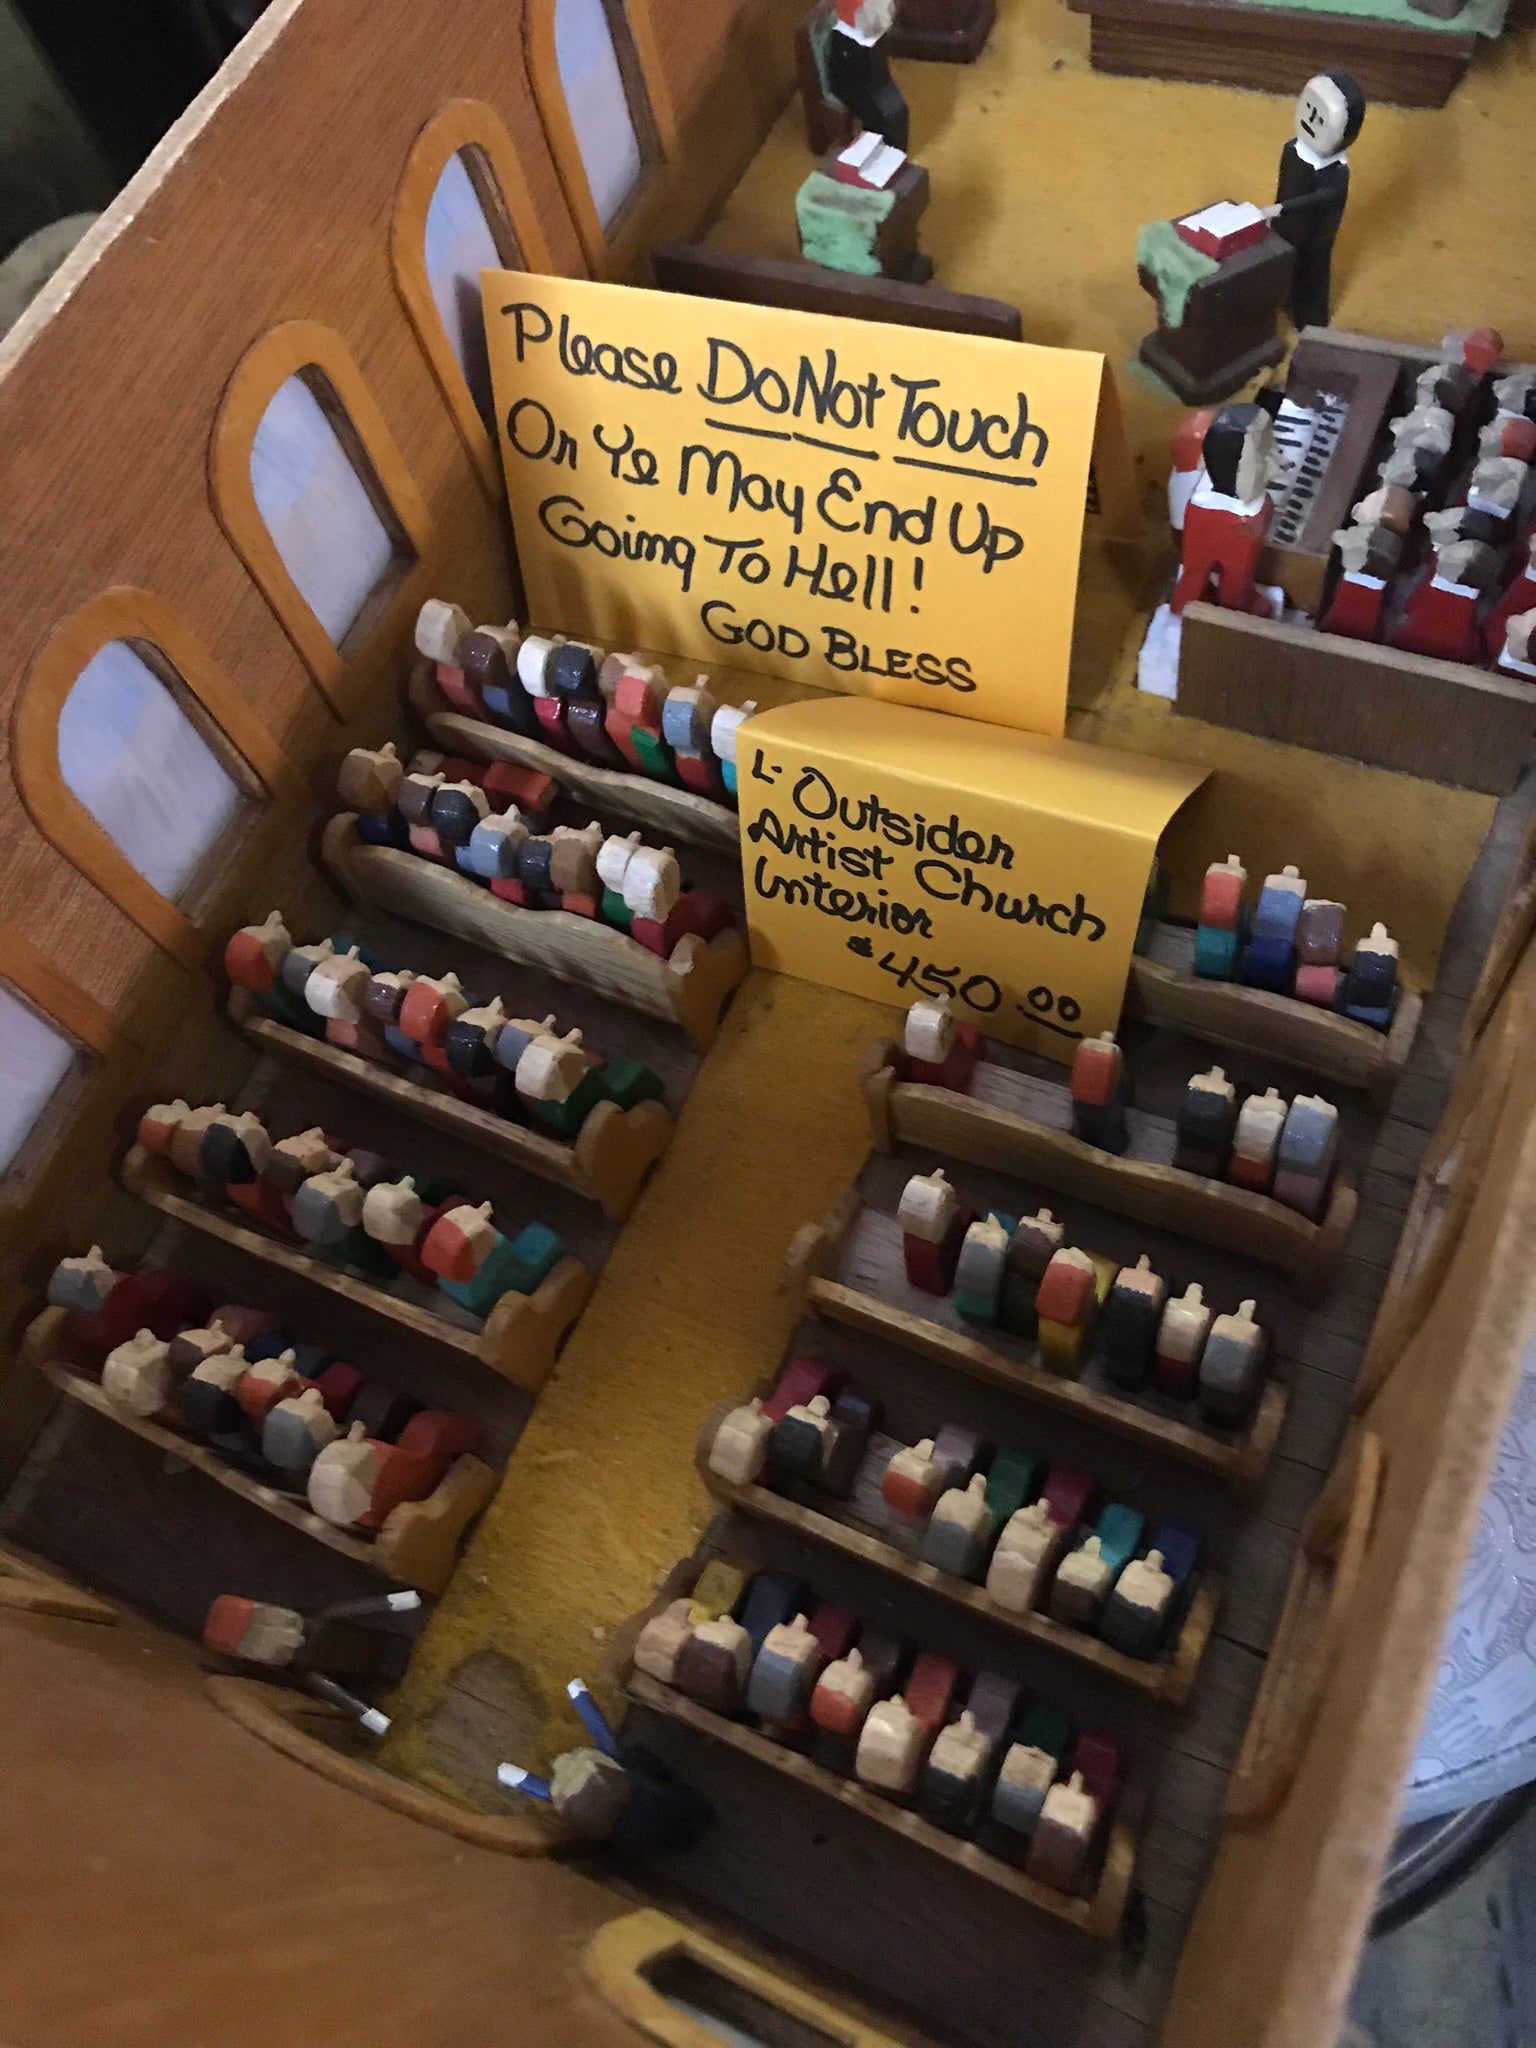 Please Do Not Touch
Or Ye May End Up
Going To Hell!
GOD BLESS
L- Outsider
Artist Church
Interior
$450.00